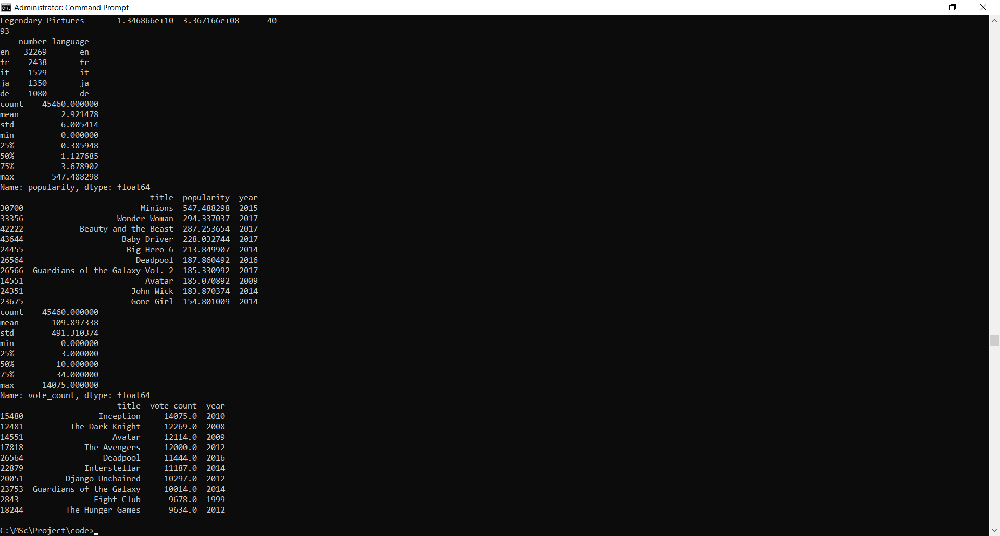 Administrator: Command Prompt
Legendary Pictures       1.346866e+10  3.367166e+08      40
93
    number language
en   32269       en
fr    2438       fr
it    1529       it
ja    1350       ja
de    1080       de
count    45460.000000
mean         2.921478
std          6.005414
min          0.000000
25%          0.385948
50%          1.127685
75%          3.678902
max        547.488298
Name: popularity, dtype: float64
                                title  popularity  year
30700                         Minions  547.488298  2015
33356                    Wonder Woman  294.337037  2017
42222            Beauty and the Beast  287.253654  2017
43644                     Baby Driver  228.032744  2017
24455                      Big Hero 6  213.849907  2014
26564                        Deadpool  187.860492  2016
26566  Guardians of the Galaxy Vol. 2  185.330992  2017
14551                          Avatar  185.070892  2009
24351                       John Wick  183.870374  2014
23675                       Gone Girl  154.801009  2014
count    45460.000000
mean       109.897338
std        491.310374
min          0.000000
25%          3.000000
50%         10.000000
75%         34.000000
max      14075.000000
Name: vote_count, dtype: float64
                         title  vote_count  year
15480                Inception     14075.0  2010
12481          The Dark Knight     12269.0  2008
14551                   Avatar     12114.0  2009
17818             The Avengers     12000.0  2012
26564                 Deadpool     11444.0  2016
22879             Interstellar     11187.0  2014
20051         Django Unchained     10297.0  2012
23753  Guardians of the Galaxy     10014.0  2014
2843                Fight Club      9678.0  1999
18244         The Hunger Games      9634.0  2012
C:\MSc\Project\code>